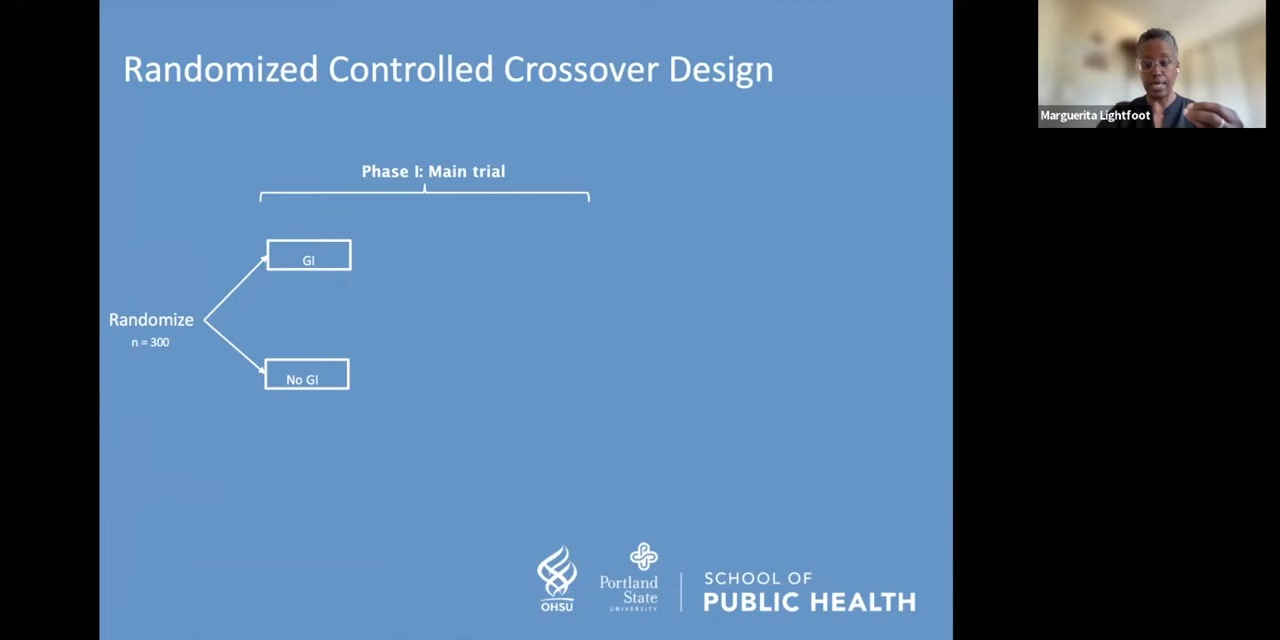 Randomized Controlled Crossover Design
Marguerita Lightfoot
Phase I: Main trial
GI
Randomize
n = 300
No GI
OHSU
Portland
State
UNIVERSITY
SCHOOL OF
PUBLIC HEALTH